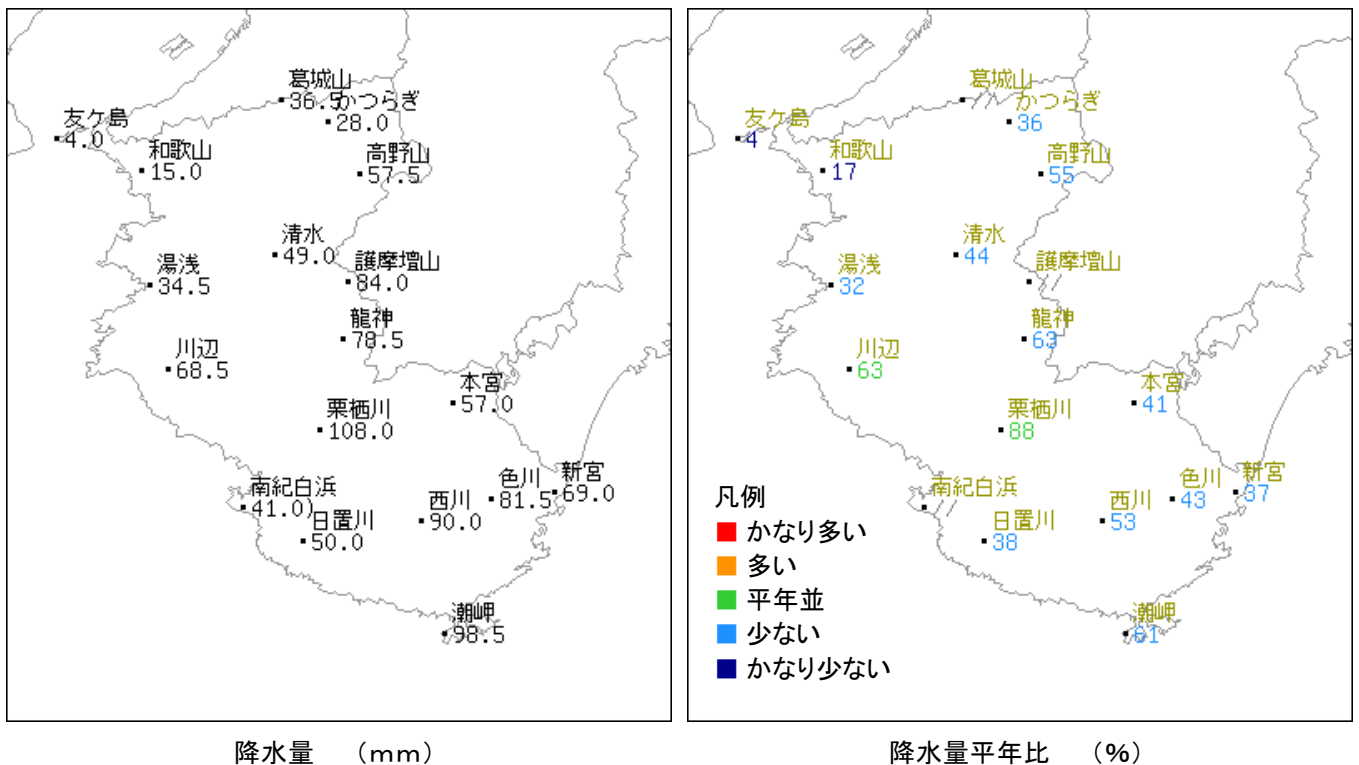 葛城山
36.5
かつらぎ
28.0
友ケ島
4.0
和歌山
15.0
高野山
57.5
清水
49.0
護摩壇山
84.0
湯浅
34.5
龍神
78.5
川辺
68.5
本宮
57.0
栗栖川
108.0
南紀白浜
41.0)
日置川
50.0
西川
90.0
色川
81.5
新宮
69.0
潮岬
98.5
降水量 (mm)
葛城山
///
かつらぎ
36
友ケ島
4
和歌山
17
高野山
55
清水
44
護摩壇山
//
湯浅
32
龍神
63
川辺
63
本宮
41
栗栖川
88
南紀白浜
//
日置川
38
西川
53
色川
43
新宮
37
潮岬
61
凡例
かなり多い
多い
平年並
少ない
かなり少ない
降水量平年比 (%)